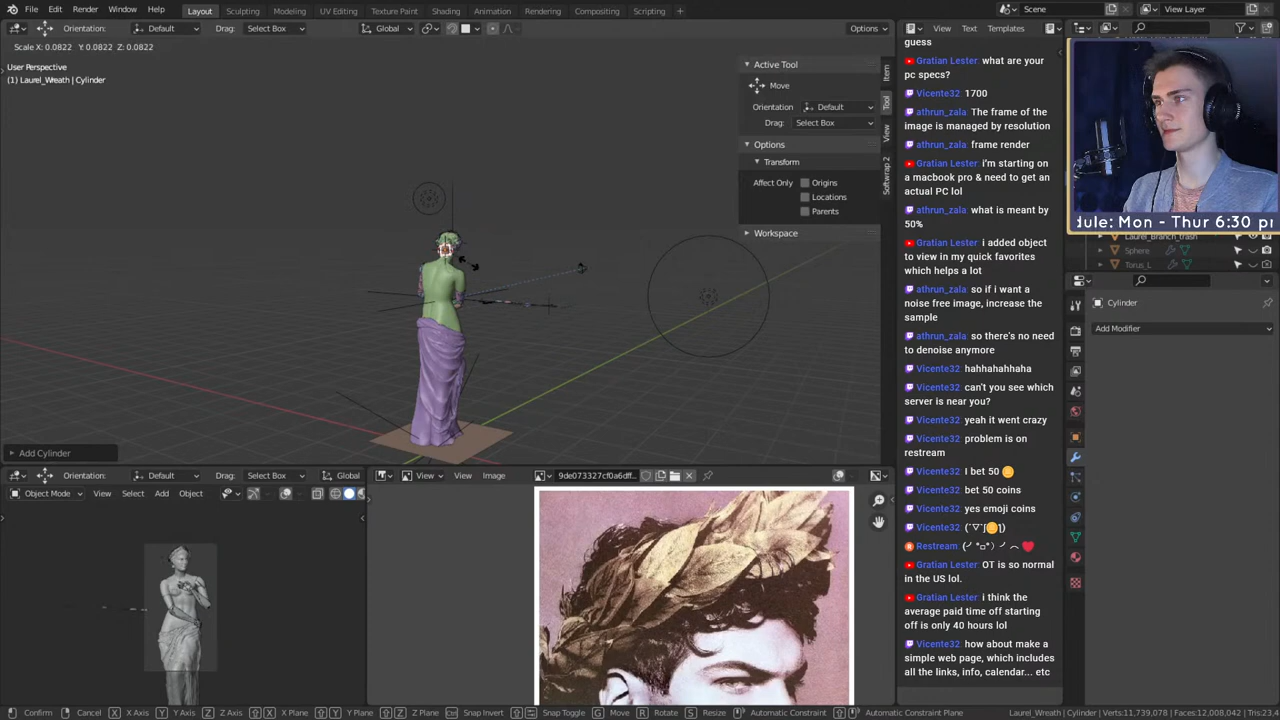 File Edit Render Window Help Layout Sculpting Modeling UV Editing Texture Paint Shading Animation Rendering Compositing Scripting Scene View Layer
Orientation: Default Drag: Select Box Global Options View Text Templates
Scale X: 0.0822 Y: 0.0822 Z: 0.0822
User Perspective
(1) Laurel_Wreath | Cylinder
Active Tool
Move
Orientation Default
Drag: Select Box
Options
Transform
Affect Only Origins
Locations
Parents
Workspace
Item
Tool
View
Softwrap 2
Add Cylinder
guess
Gratian Lester: what are your
pc specs?
Vicente32: 1700
athrun_zala: The frame of the
image is managed by resolution
athrun_zala: frame render
Gratian Lester: i'm starting on
a macbook pro & need to get an
actual PC lol
athrun_zala: what is meant by
50%
Gratian Lester: i added object
to view in my quick favorites
which helps a lot
athrun_zala: so if i want a
noise free image, increase the
sample
athrun_zala: so there's no need
to denoise anymore
Vicente32: hahhahahhaha
Vicente32: can't you see which
server is near you?
Vicente32: yeah it went crazy
Vicente32: problem is on
restream
Vicente32: I bet 50
Vicente32: bet 50 coins
Vicente32: yes emoji coins
Vicente32:
Restream:
Gratian Lester: OT is so normal
in the US lol.
Gratian Lester: i think the
average paid time off starting
off is only 40 hours lol
Vicente32: how about make a
simple web page, which includes
all the links, info, calendar... etc
dule: Mon - Thur 6:30 pr
Laurel_Branch_trash
Sphere
Torus_L
Cylinder
Add Modifier
Orientation: Default Drag: Select Box Global
Object Mode View Select Add Object
View View Image 9de073327cf0a6dff...
Confirm Cancel X X Axis Y Y Axis Z Z Axis X X Plane Y Y Plane Z Z Plane Snap Invert Snap Toggle G Move R Rotate S Resize Automatic Constraint Automatic Constraint Plane Laurel_Wreath | Cylinder Verts:11,739,078 Faces:12,008,042 Tris:23,4